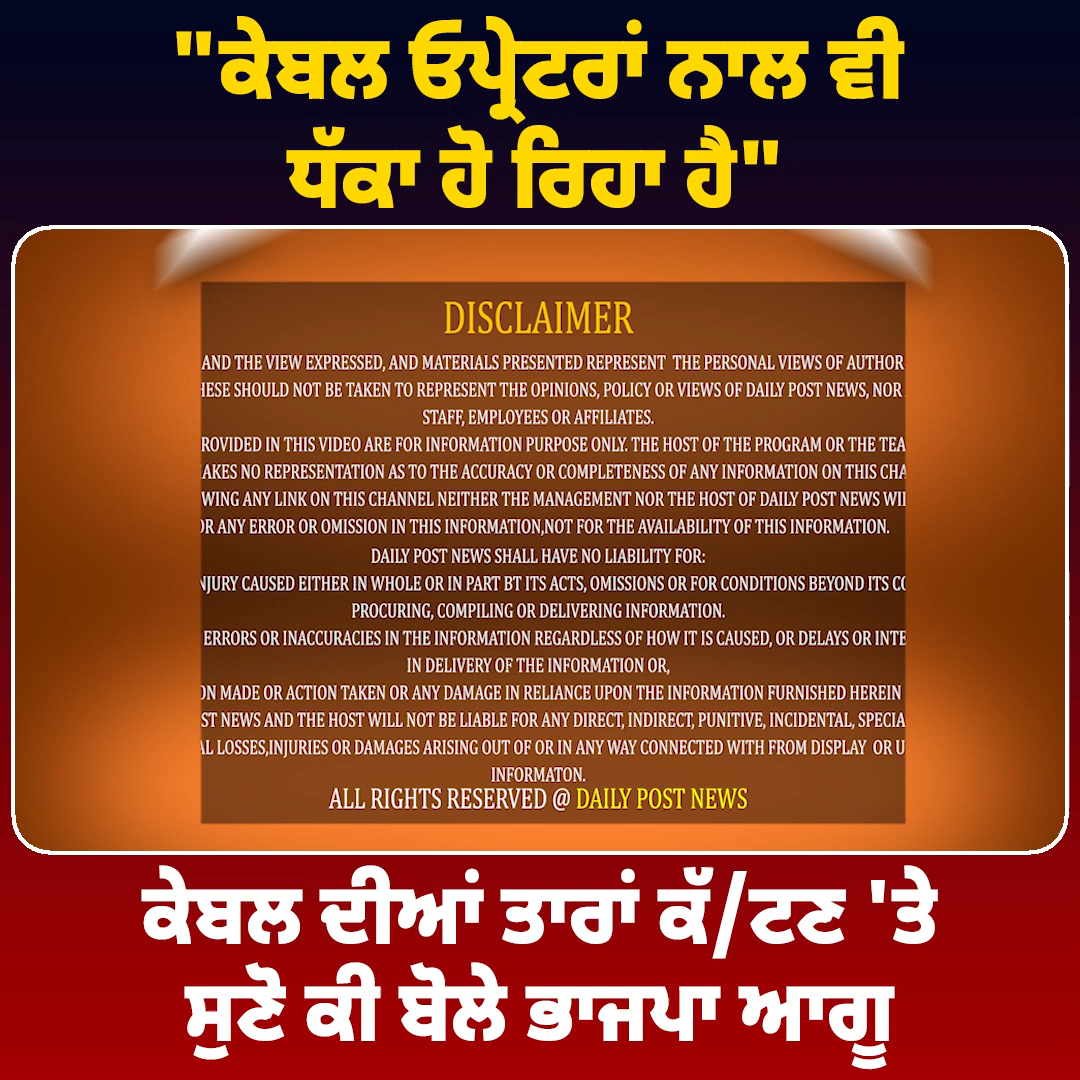 "ਕੇਬਲ ਓਪ੍ਰੇਟਰਾਂ ਨਾਲ ਵੀ
ਧੱਕਾ ਹੋ ਰਿਹਾ ਹੈ"
DISCLAIMER
AND THE VIEW EXPRESSED, AND MATERIALS PRESENTED REPRESENT THE PERSONAL VIEWS OF AUTHOR
SHOULD NOT BE TAKEN TO REPRESENT THE OPINIONS, POLICY OR VIEWS OF DAILY POST NEWS, NOR
STAFF, EMPLOYEES OR AFFILIATES.
ROVIDED IN THIS VIDEO ARE FOR INFORMATION PURPOSE ONLY. THE HOST OF THE PROGRAM OR THE TEA
AKES NO REPRESENTATION AS TO THE ACCURACY OR COMPLETENESS OF ANY INFORMATION ON THIS CHA
WING ANY LINK ON THIS CHANNEL NEITHER THE MANAGEMENT NOR THE HOST OF DAILY POST NEWS WIL
R ANY ERROR OR OMISSION IN THIS INFORMATION,NOT FOR THE AVAILABILITY OF THIS INFORMATION.
DAILY POST NEWS SHALL HAVE NO LIABILITY FOR:
NJURY CAUSED EITHER IN WHOLE OR IN PART BT ITS ACTS, OMISSIONS OR FOR CONDITIONS BEYOND ITS CO
PROCURING, COMPILING OR DELIVERING INFORMATION.
ERRORS OR INACCURACIES IN THE INFORMATION REGARDLESS OF HOW IT IS CAUSED, OR DELAYS OR INTE
IN DELIVERY OF THE INFORMATION OR,
ON MADE OR ACTION TAKEN OR ANY DAMAGE IN RELIANCE UPON THE INFORMATION FURNISHED HEREIN
ST NEWS AND THE HOST WILL NOT BE LIABLE FOR ANY DIRECT, INDIRECT, PUNITIVE, INCIDENTAL, SPECIA
AL LOSSES,INJURIES OR DAMAGES ARISING OUT OF OR IN ANY WAY CONNECTED WITH FROM DISPLAY OR U
INFORMATON.
ALL RIGHTS RESERVED @ DAILY POST NEWS
ਕੇਬਲ ਦੀਆਂ ਤਾਰਾਂ ਕੱ/ਟਣ 'ਤੇ
ਸੁਣੋ ਕੀ ਬੋਲੇ ਭਾਜਪਾ ਆਗੂ